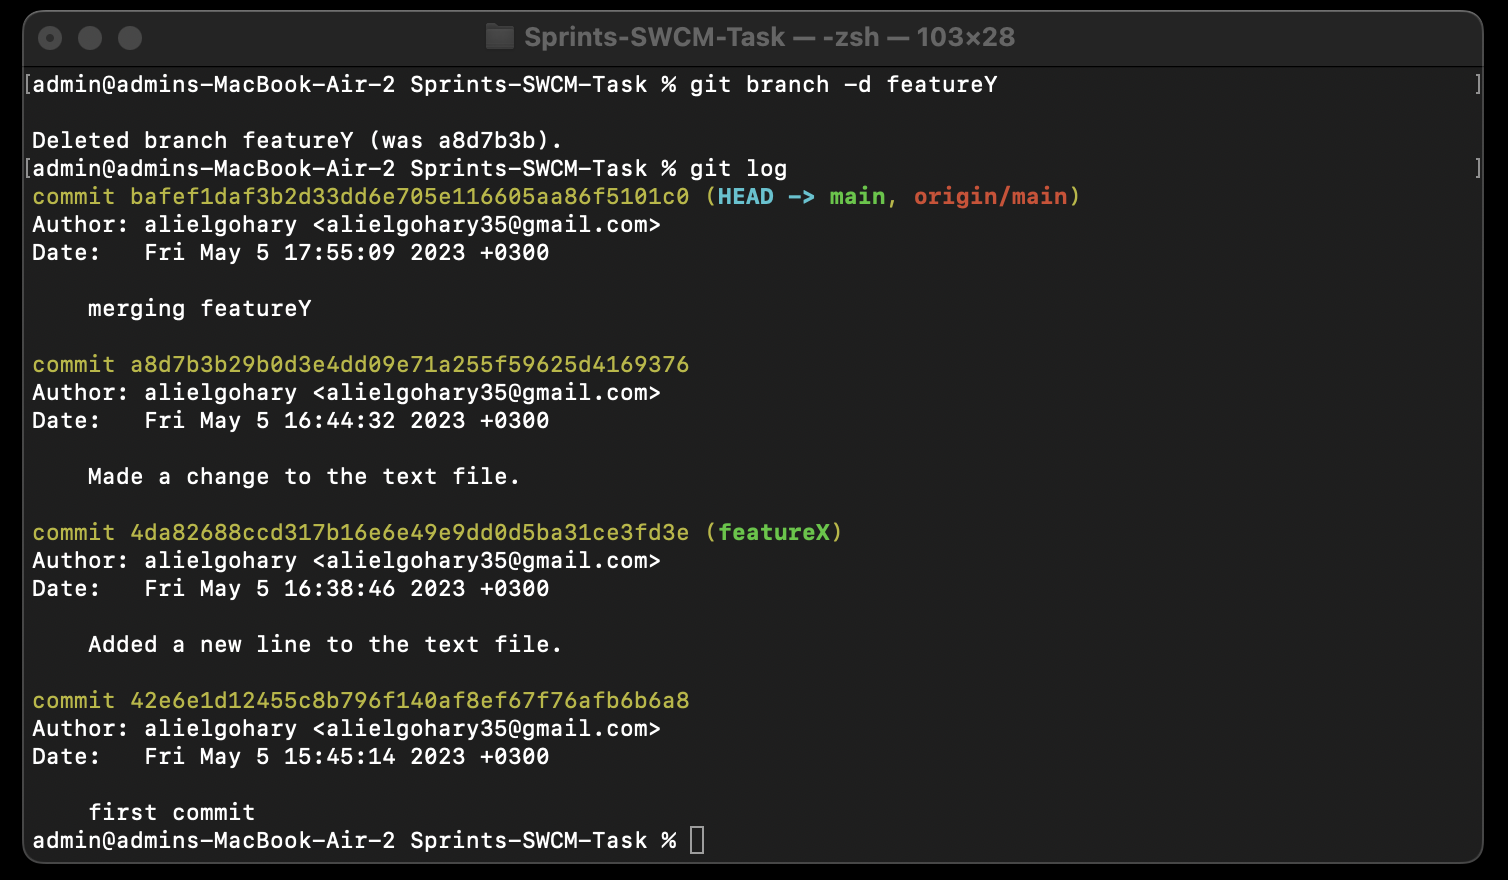 Sprints-SWCM-Task — -zsh — 103×28
[admin@admins-MacBook-Air-2 Sprints-SWCM-Task % git branch -d featureY ]
Deleted branch featureY (was a8d7b3b).
[admin@admins-MacBook-Air-2 Sprints-SWCM-Task % git log ]
commit bafef1daf3b2d33dd6e705e116605aa86f5101c0 (HEAD -> main, origin/main)
Author: alielgohary <alielgohary35@gmail.com>
Date:   Fri May 5 17:55:09 2023 +0300
    merging featureY
commit a8d7b3b29b0d3e4dd09e71a255f59625d4169376
Author: alielgohary <alielgohary35@gmail.com>
Date:   Fri May 5 16:44:32 2023 +0300
    Made a change to the text file.
commit 4da82688ccd317b16e6e49e9dd0d5ba31ce3fd3e (featureX)
Author: alielgohary <alielgohary35@gmail.com>
Date:   Fri May 5 16:38:46 2023 +0300
    Added a new line to the text file.
commit 42e6e1d12455c8b796f140af8ef67f76afb6b6a8
Author: alielgohary <alielgohary35@gmail.com>
Date:   Fri May 5 15:45:14 2023 +0300
    first commit
admin@admins-MacBook-Air-2 Sprints-SWCM-Task %